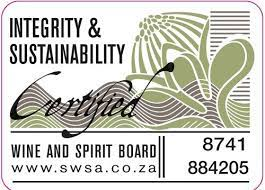 INTEGRITY &
SUSTAINABILITY
Certified
WINE AND SPIRIT BOARD
www.swsa.co.za
8741
884205